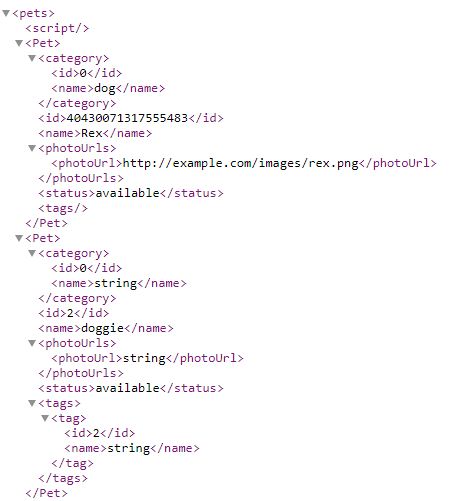 <pets>
<script/>
<Pet>
<category>
<id>0</id>
<name>dog</name>
</category>
<id>40430071317555483</id>
<name>Rex</name>
<photoUrls>
<photoUrl>http://example.com/images/rex.png</photoUrl>
</photoUrls>
<status>available</status>
<tags/>
</Pet>
<Pet>
<category>
<id>0</id>
<name>string</name>
</category>
<id>2</id>
<name>doggie</name>
<photoUrls>
<photoUrl>string</photoUrl>
</photoUrls>
<status>available</status>
<tags>
<tag>
<id>2</id>
<name>string</name>
</tag>
</tags>
</Pet>